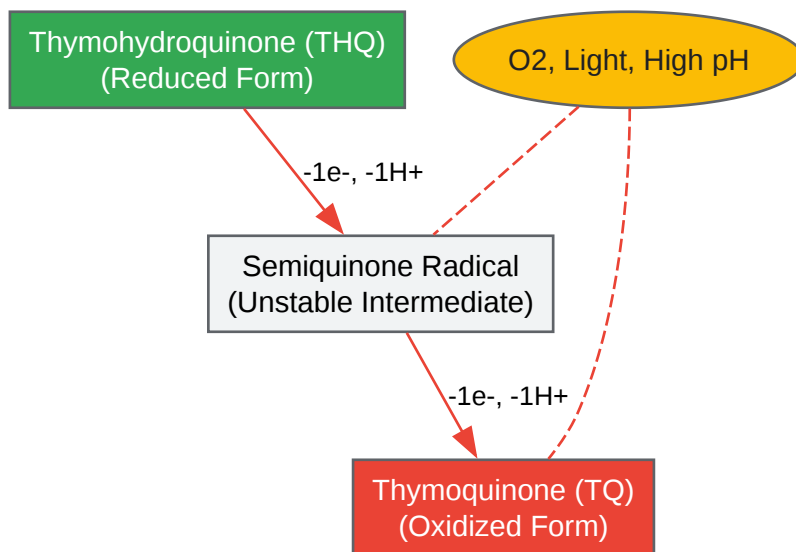 Thymohydroquinone (THQ)
(Reduced Form)
O2, Light, High pH
-1e-, -1H+
Semiquinone Radical
(Unstable Intermediate)
-1e-, -1H+
Thymoquinone (TQ)
(Oxidized Form)